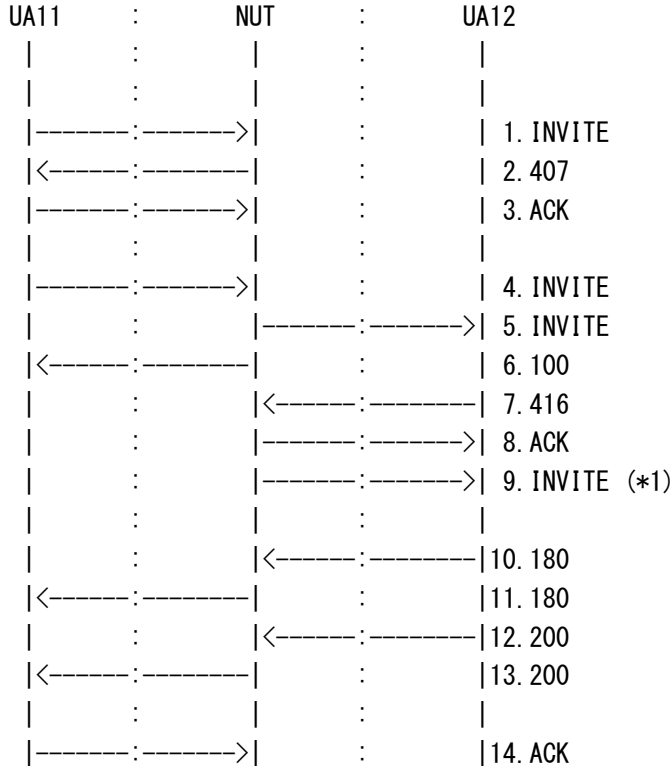 UA11 : NUT : UA12
| : | : |
| : | : |
|------:------->| : | 1. INVITE
|<------:--------| : | 2. 407
|------:------->| : | 3. ACK
| : | : |
|------:------->| : | 4. INVITE
| : |------:------->| 5. INVITE
|<------:--------| : | 6. 100
| : |<------:--------| 7. 416
| : |------:------->| 8. ACK
| : |------:------->| 9. INVITE (*1)
| : | : |
| : |<------:--------|10. 180
|<------:--------| : |11. 180
| : |<------:--------|12. 200
|<------:--------| : |13. 200
| : | : |
|------:------->| : |14. ACK